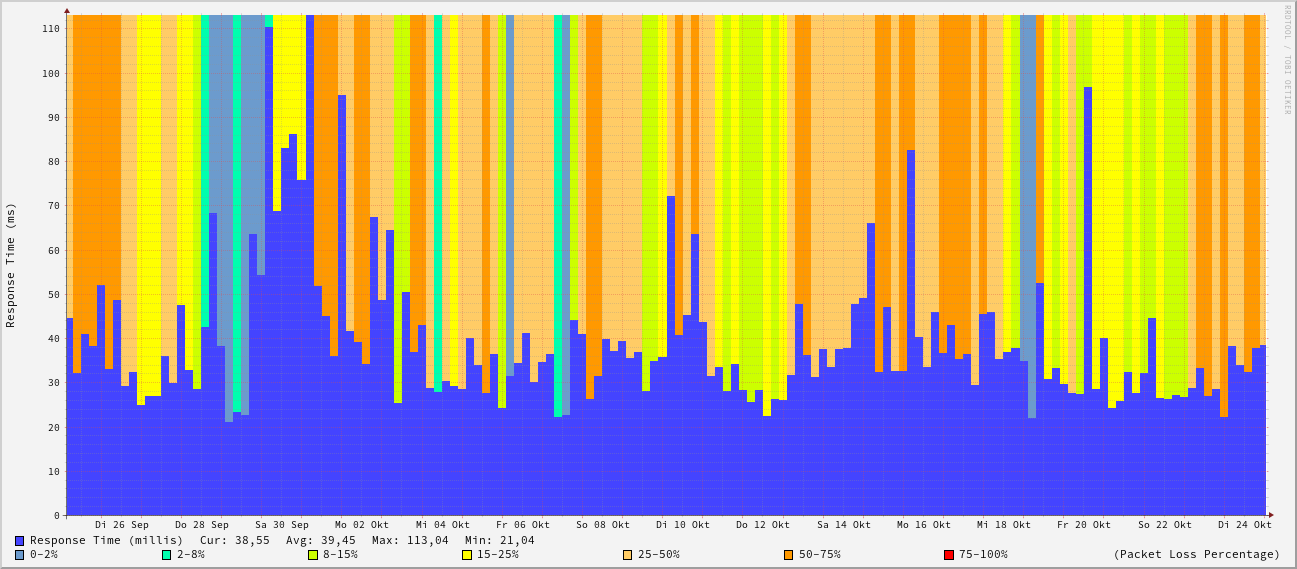 RRDTOOL / TOBI OETIKER
Response Time (ms)
110
100
90
80
70
60
50
40
30
20
10
0
Di 26 Sep Do 28 Sep Sa 30 Sep Mo 02 Okt Mi 04 Okt Fr 06 Okt So 08 Okt Di 10 Okt Do 12 Okt Sa 14 Okt Mo 16 Okt Mi 18 Okt Fr 20 Okt So 22 Okt Di 24 Okt
Response Time (millis) Cur: 38,55 Avg: 39,45 Max: 113,04 Min: 21,04
0-2% 2-8% 8-15% 15-25% 25-50% 50-75% 75-100% (Packet Loss Percentage)